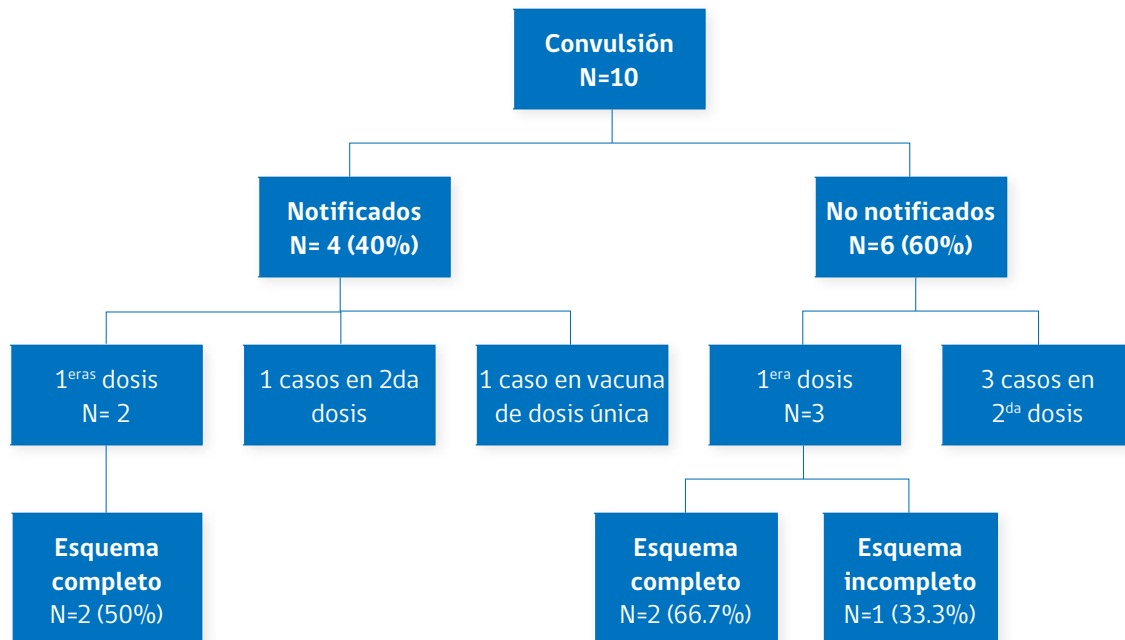 Convulsión
N=10
Notificados
N= 4 (40%)
No notificados
N=6 (60%)
1eras dosis
N= 2
1 casos en 2da
dosis
1 caso en vacuna
de dosis única
1era dosis
N=3
3 casos en
2da dosis
Esquema
completo
N=2 (50%)
Esquema
completo
N=2 (66.7%)
Esquema
incompleto
N=1 (33.3%)